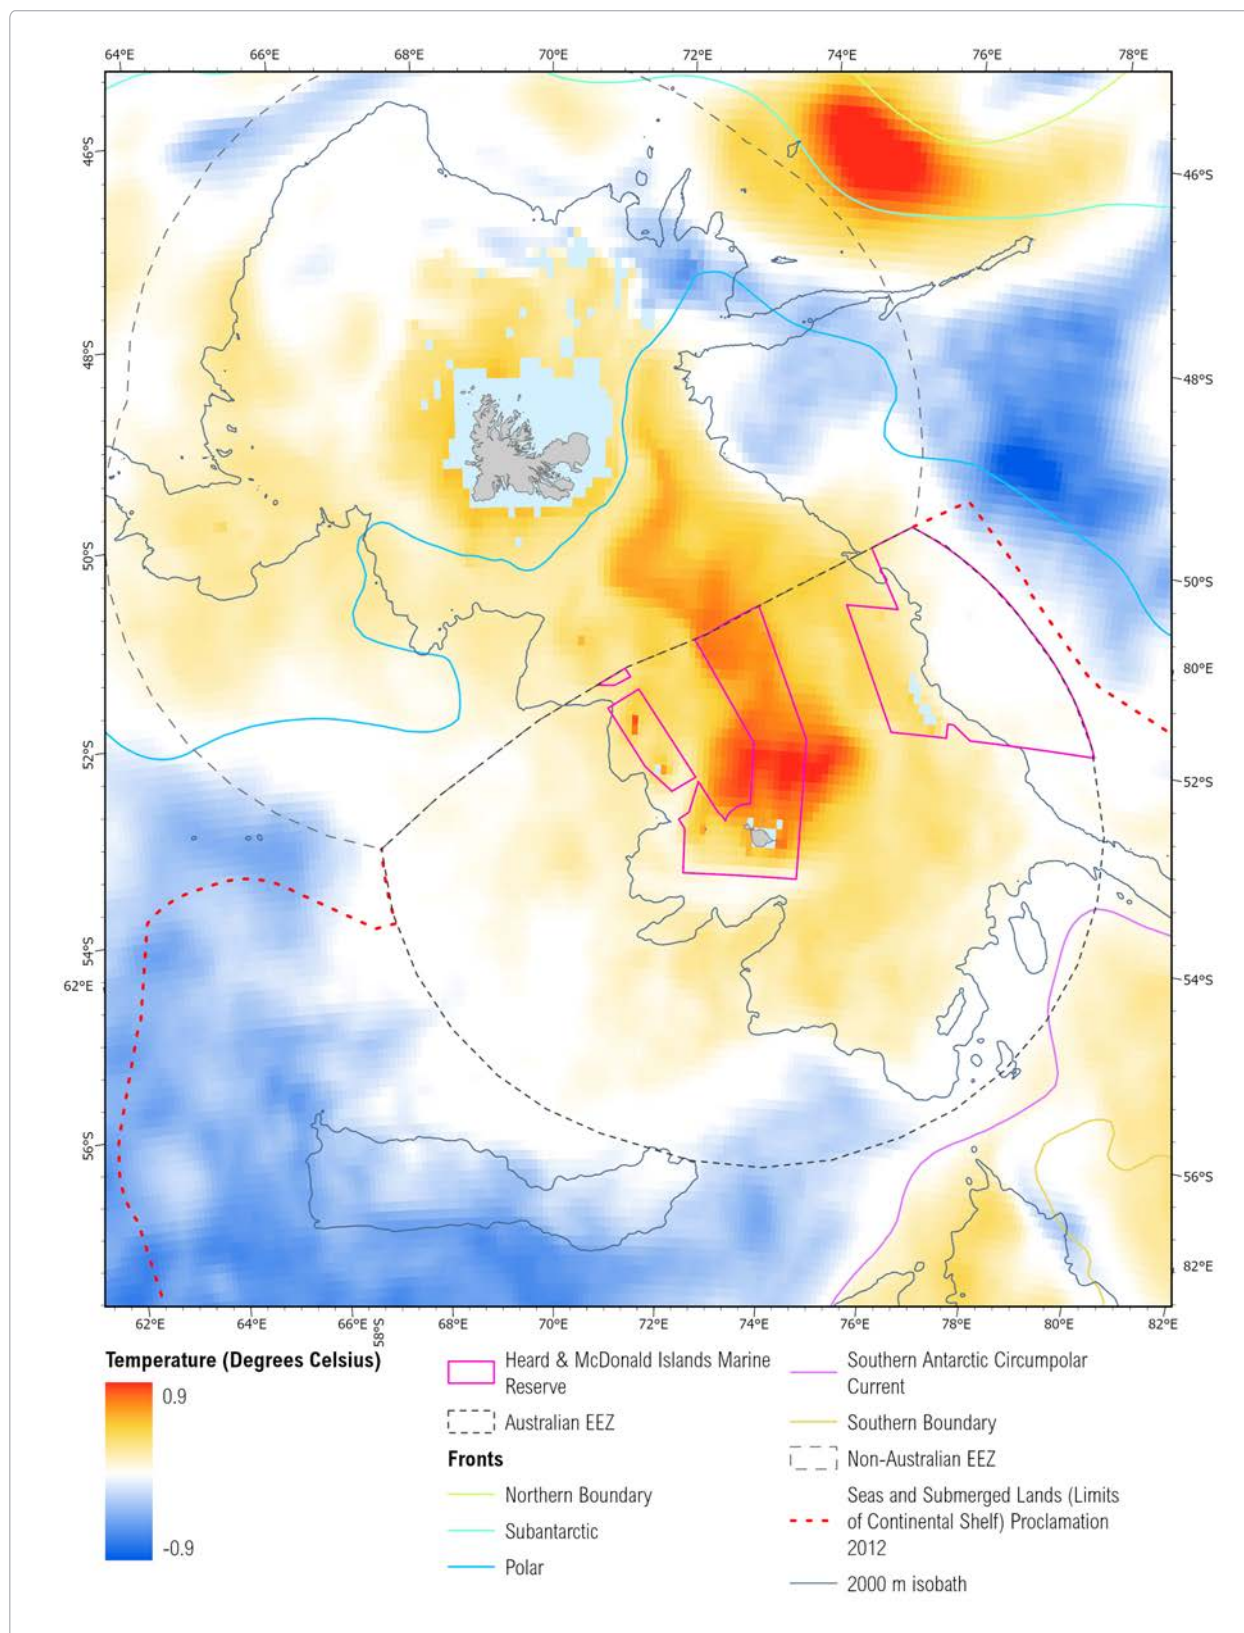 64°E 66°E 68°E 70°E 72°E 74°E 76°E 78°E
46°S
46°S
48°S
48°S
50°S
50°S
80°E
52°S
52°S
54°S
54°S
62°E
56°S
56°S
82°E
62°E 64°E 66°E 58°S 68°E 70°E 72°E 74°E 76°E 78°E 80°E 82°E
Temperature (Degrees Celsius)
0.9
-0.9
Heard & McDonald Islands Marine
Reserve
Australian EEZ
Fronts
Northern Boundary
Subantarctic
Polar
Southern Antarctic Circumpolar
Current
Southern Boundary
Non-Australian EEZ
Seas and Submerged Lands (Limits
of Continental Shelf) Proclamation
2012
2000 m isobath